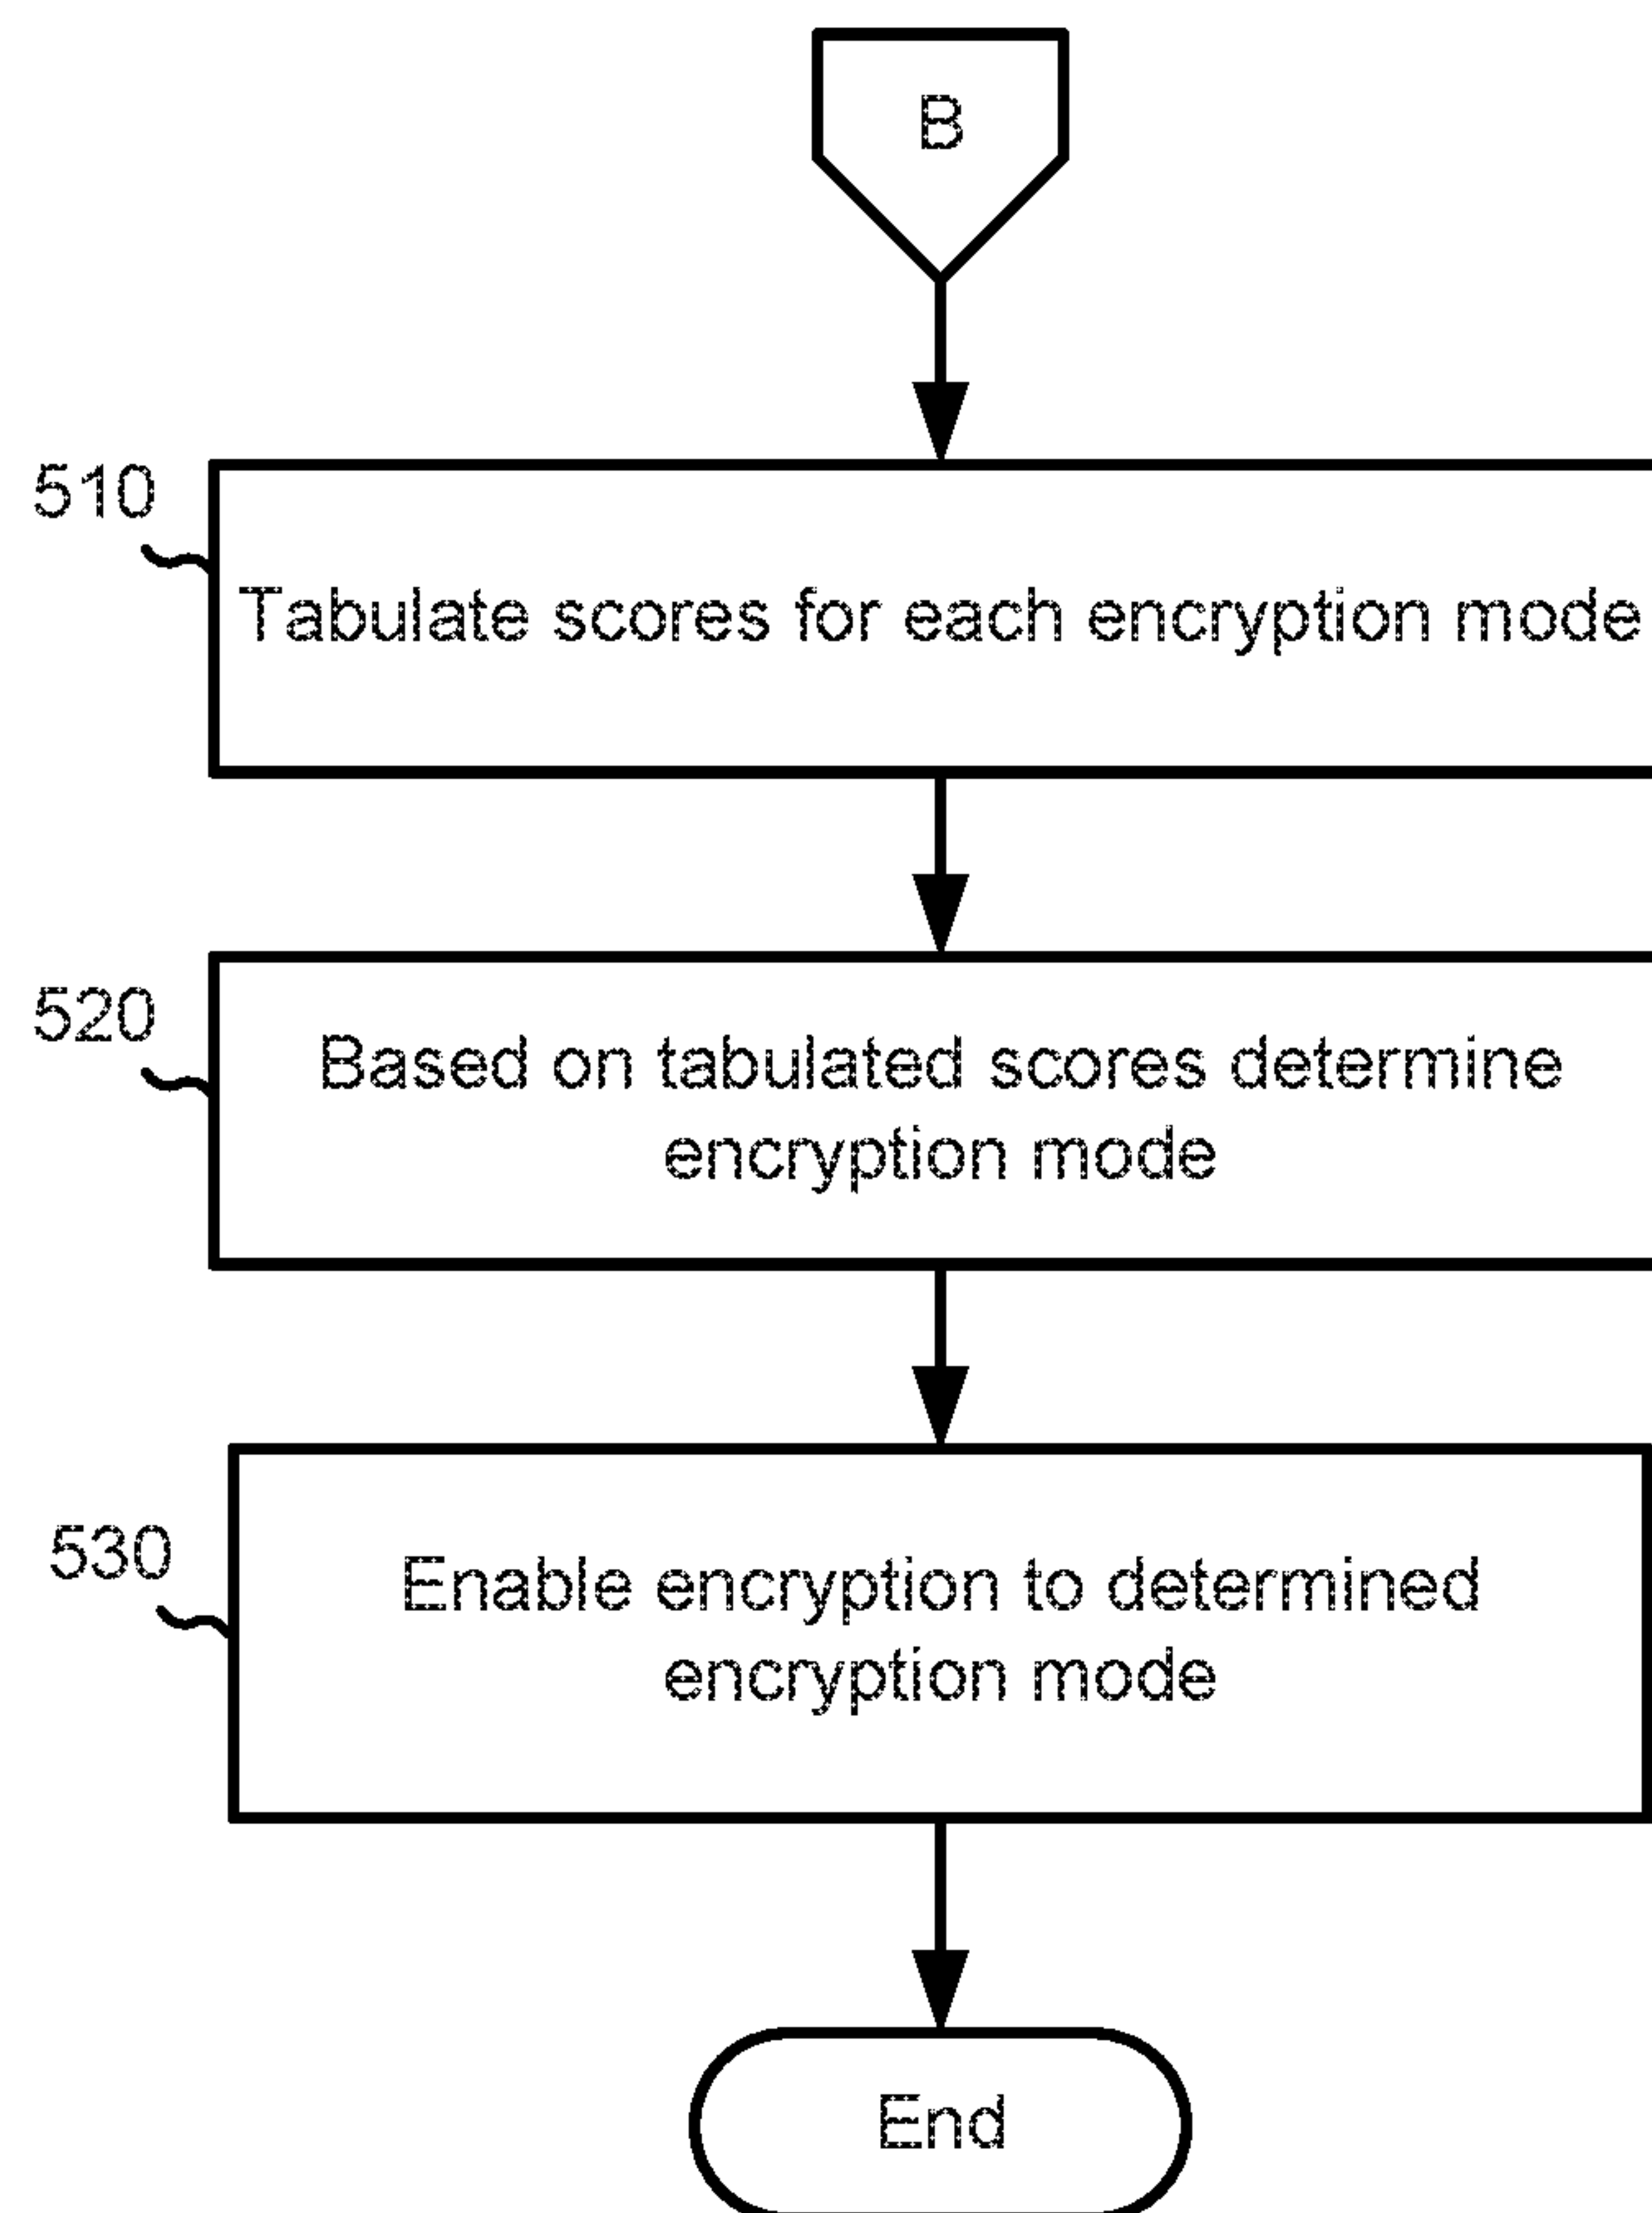 B
510
Tabulate scores for each encryption mode
520
Based on tabulated scores determine
encryption mode
530
Enable encryption to determined
encryption mode
End